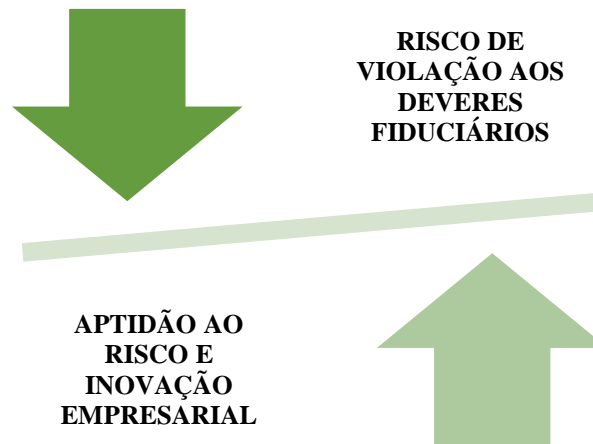 RISCO DE
VIOLAÇÃO AOS
DEVERES
FIDUCIÁRIOS
APTIDÃO AO
RISCO E
INOVAÇÃO
EMPRESARIAL